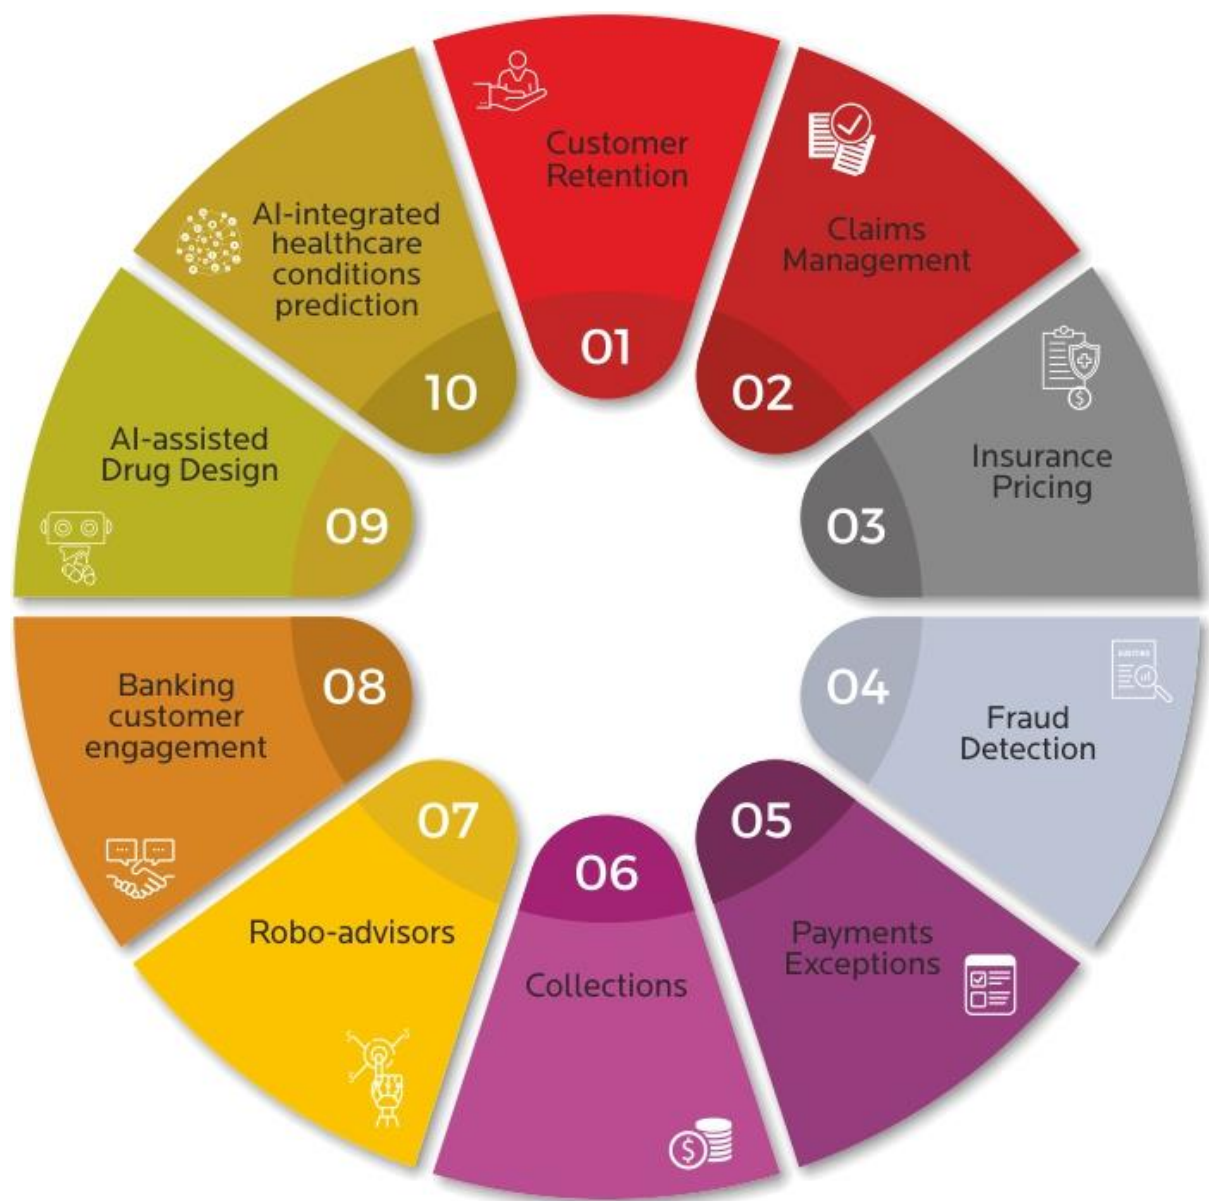 Customer
Retention
01
Claims
Management
02
Insurance
Pricing
03
Fraud
Detection
04
Payments
Exceptions
05
Collections
06
Robo-advisors
07
Banking
customer
engagement
08
AI-assisted
Drug Design
09
AI-integrated
healthcare
conditions
prediction
10